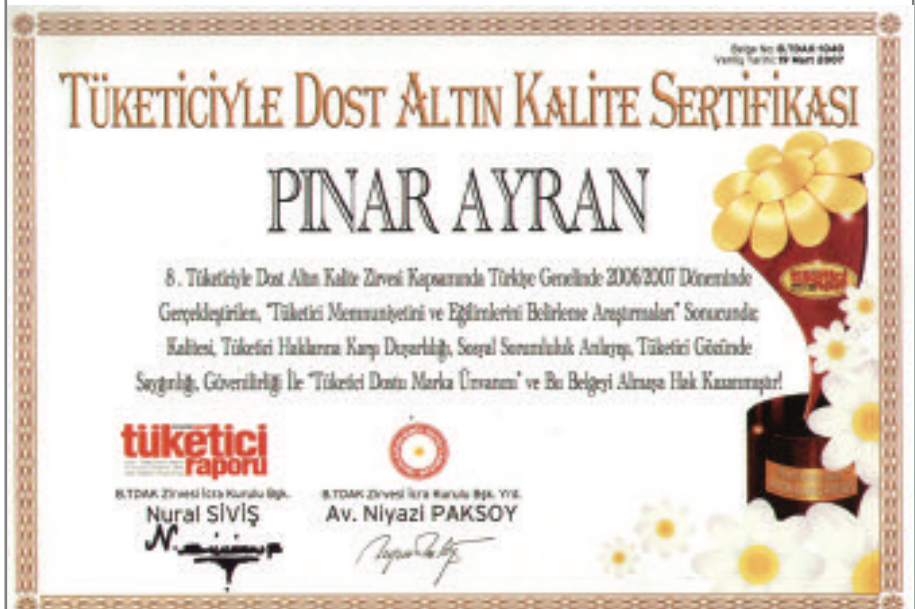 Belge No: 8.TDAK-1040
Veriliş Tarihi: 19 Mart 2007
TÜKETİCİYLE DOST ALTIN KALİTE SERTİFİKASI
PINAR AYRAN
8. Tüketiciyle Dost Altın Kalite Zirvesi Kapsamında Türkiye Genelinde 2006/2007 Döneminde
Gerçekleştirilen, "Tüketici Memnuniyetini ve Eğilimlerini Belirleme Araştırmaları" Sonucunda;
Kalitesi, Tüketici Haklarına Karşı Duyarlılığı, Sosyal Sorumluluk Anlayışı, Tüketici Gözünde
Saygınlığı, Güvenilirliği İle "Tüketici Dostu Marka Ünvanını" ve Bu Belgeyi Almaya Hak Kazanmıştır!
tüketici
raporu
tüketici
raporu
8.TDAK Zirvesi İcra Kurulu Bşk.
Nural SİVİŞ
8.TDAK Zirvesi İcra Kurulu Bşk. Yrd.
Av. Niyazi PAKSOY